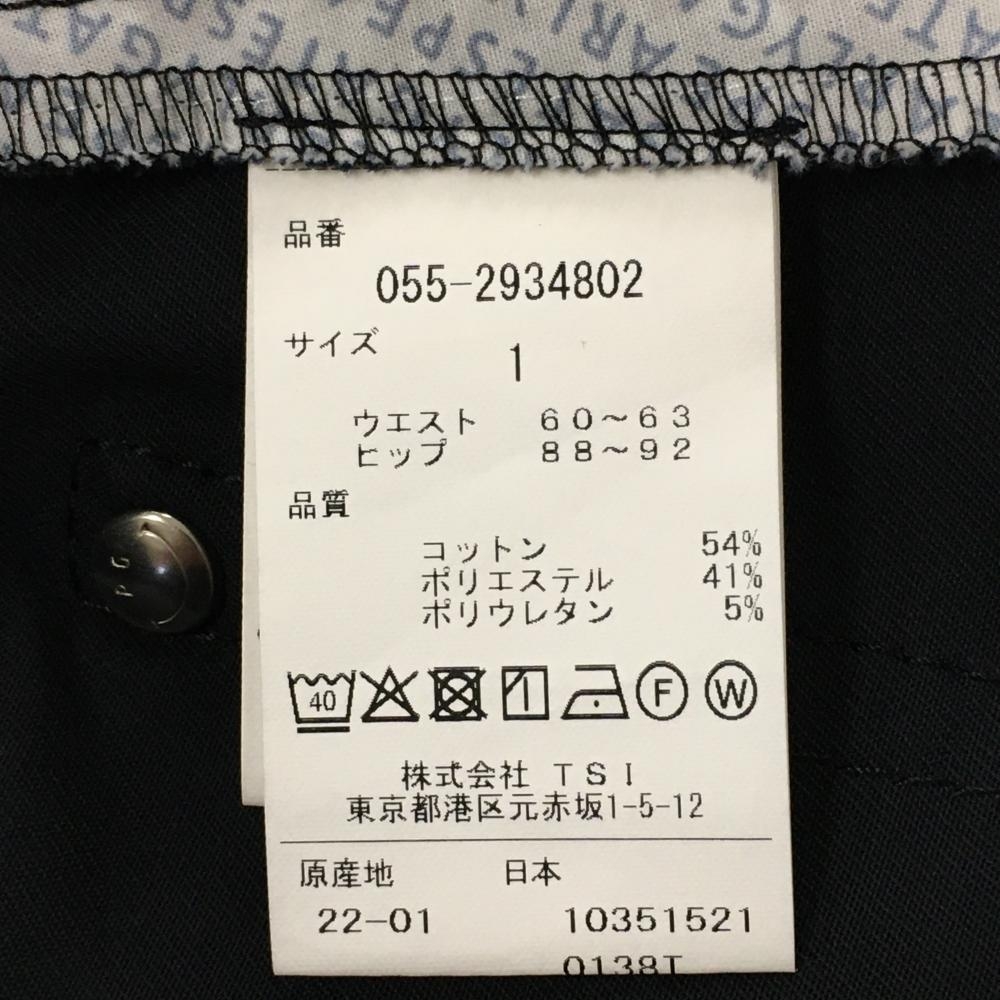 品番
055-2934802
サイズ
1
ウエスト 60~63
ヒップ 88~92
品質
コットン 54%
ポリエステル 41%
ポリウレタン 5%
40 F W
株式会社 TSI
東京都港区元赤坂1-5-12
原産地 日本
22-01 10351521
0138T
PG